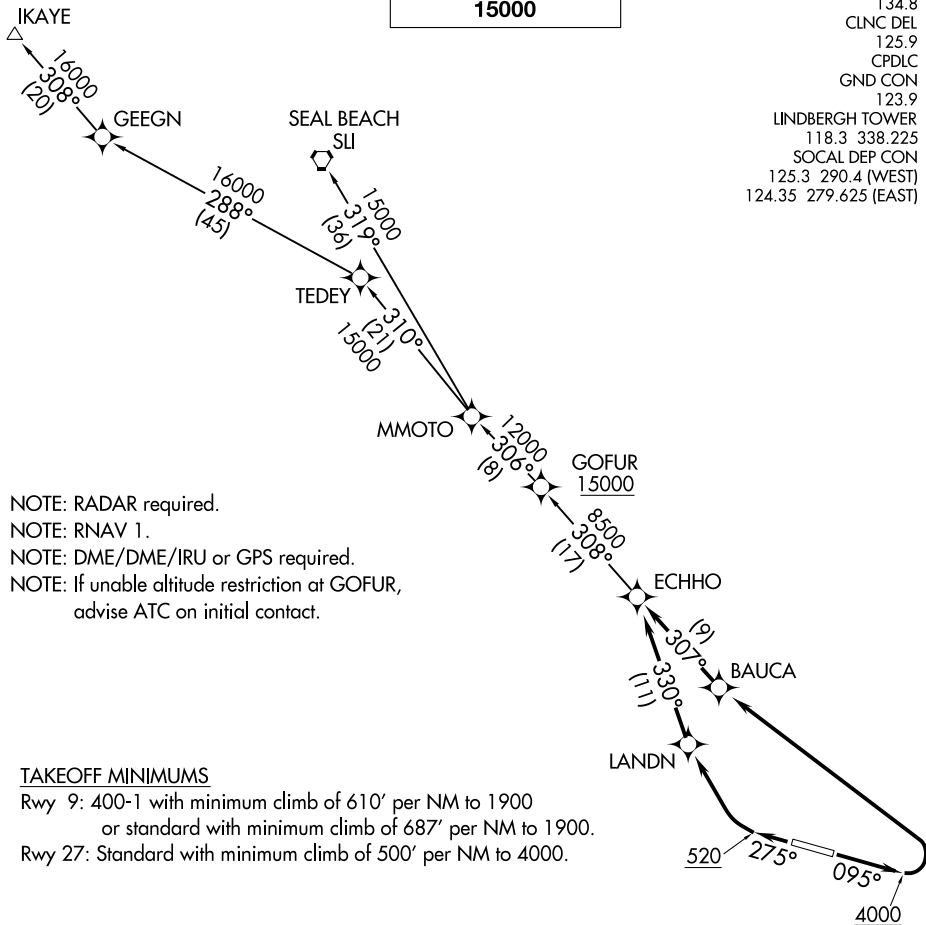 15000
134.8
CLNC DEL
125.9
CPDLC
GND CON
123.9
LINDBERGH TOWER
118.3 338.225
SOCAL DEP CON
125.3 290.4 (WEST)
124.35 279.625 (EAST)
IKAYE
16000
308°
(20)
GEEGN
SEAL BEACH
SLI
16000
288°
(45)
15000
319°
(36)
TEDEY
310°
(21)
15000
MMOTO
12000
306°
(8)
GOFUR
15000
8500
308°
(17)
ECHHO
(9)
307°
BAUCA
330°
(11)
LANDN
NOTE: RADAR required.
NOTE: RNAV 1.
NOTE: DME/DME/IRU or GPS required.
NOTE: If unable altitude restriction at GOFUR,
advise ATC on initial contact.
TAKEOFF MINIMUMS
Rwy 9: 400-1 with minimum climb of 610' per NM to 1900
or standard with minimum climb of 687' per NM to 1900.
Rwy 27: Standard with minimum climb of 500' per NM to 4000.
520
275°
095°
4000